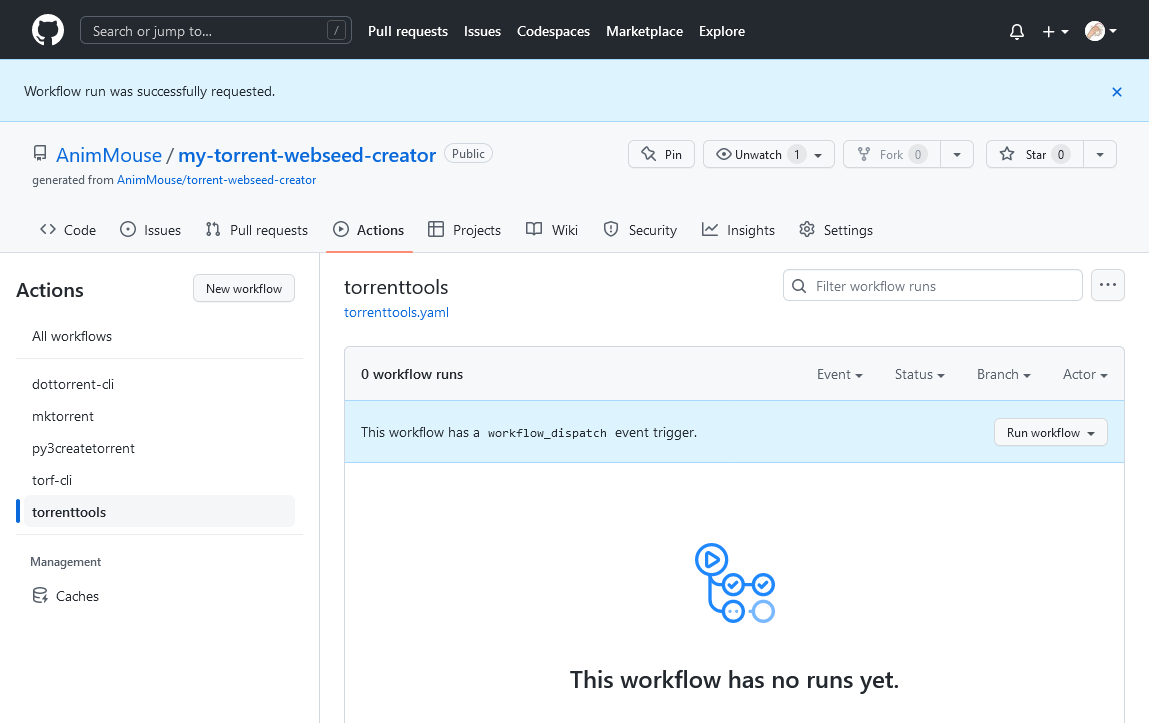 Search or jump to… / Pull requests Issues Codespaces Marketplace Explore
Workflow run was successfully requested.
AnimMouse / my-torrent-webseed-creator Public Pin Unwatch 1 Fork 0 Star 0
generated from AnimMouse/torrent-webseed-creator
Code Issues Pull requests Actions Projects Wiki Security Insights Settings
Actions New workflow
All workflows
dottorrent-cli
mktorrent
py3createtorrent
torf-cli
torrenttools
Management
Caches
torrenttools Filter workflow runs
torrenttools.yaml
0 workflow runs Event Status Branch Actor
This workflow has a workflow_dispatch event trigger. Run workflow
This workflow has no runs yet.